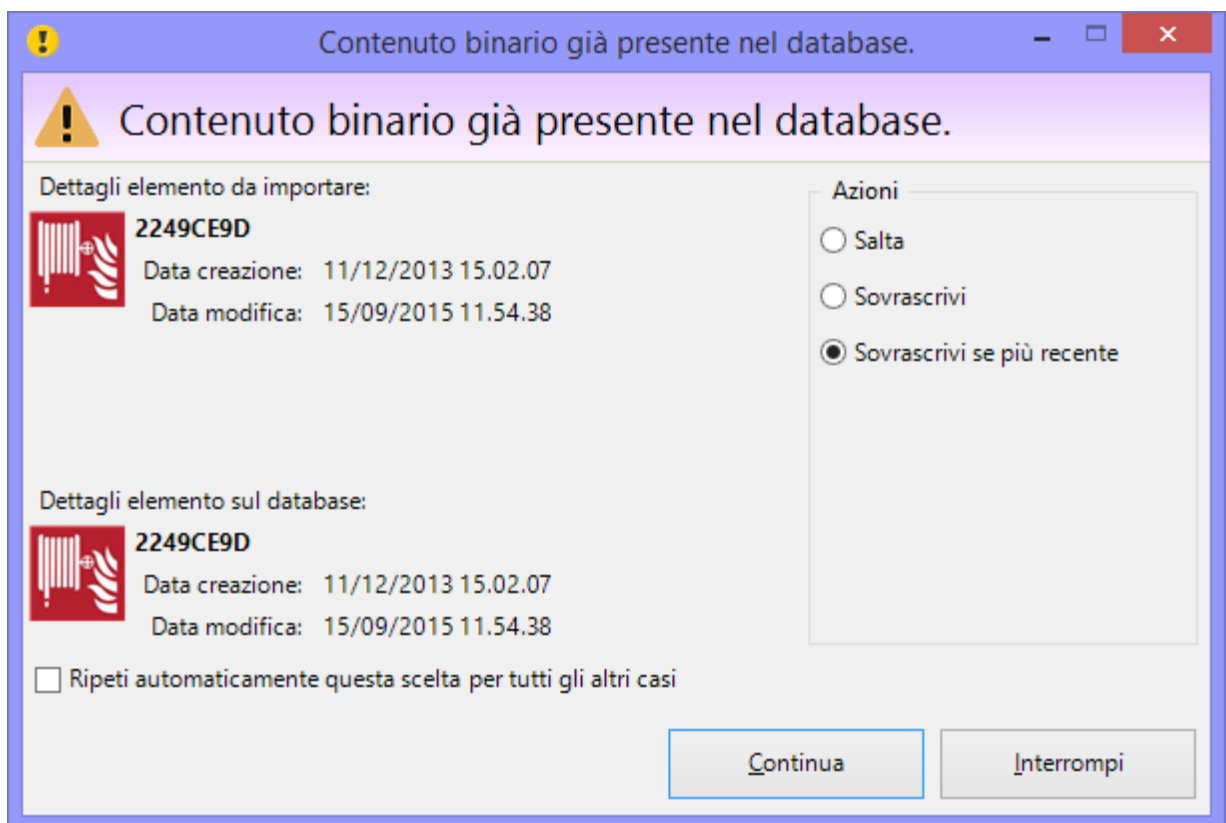 Contenuto binario già presente nel database.
Contenuto binario già presente nel database.
Dettagli elemento da importare:
2249CE9D
Data creazione: 11/12/2013 15.02.07
Data modifica: 15/09/2015 11.54.38
Azioni
Salta
Sovrascrivi
Sovrascrivi se più recente
Dettagli elemento sul database:
2249CE9D
Data creazione: 11/12/2013 15.02.07
Data modifica: 15/09/2015 11.54.38
Ripeti automaticamente questa scelta per tutti gli altri casi
Continua
Interrompi